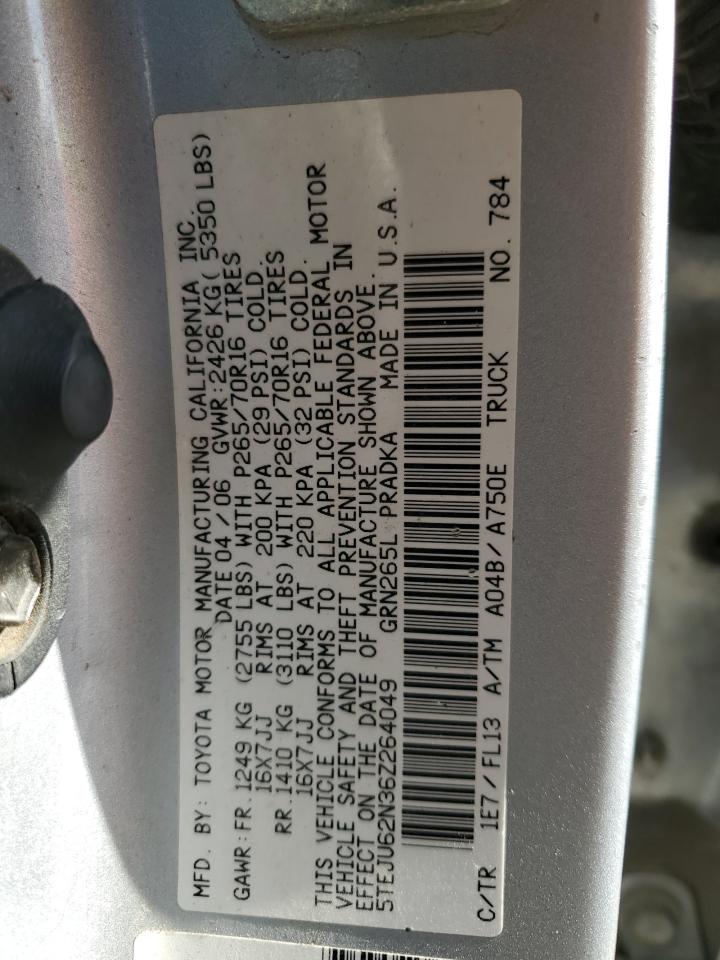 MFD. BY: TOYOTA MOTOR MANUFACTURING CALIFORNIA INC.
DATE 04 / 06 GVWR: 2426 KG ( 5350 LBS)
GAWR: FR. 1249 KG (2755 LBS) WITH P265/70R16 TIRES
16X7JJ RIMS AT 200 KPA (29 PSI) COLD.
RR. 1410 KG (3110 LBS) WITH P265/70R16 TIRES
16X7JJ RIMS AT 220 KPA (32 PSI) COLD.
THIS VEHICLE CONFORMS TO ALL APPLICABLE FEDERAL MOTOR
VEHICLE SAFETY AND THEFT PREVENTION STANDARDS IN
EFFECT ON THE DATE OF MANUFACTURE SHOWN ABOVE.
5TEJU62N36Z264049 GRN265L PRADKA MADE IN U.S.A.
C/TR 1E7 / FL13 A/TM A04B / A750E TRUCK NO. 784